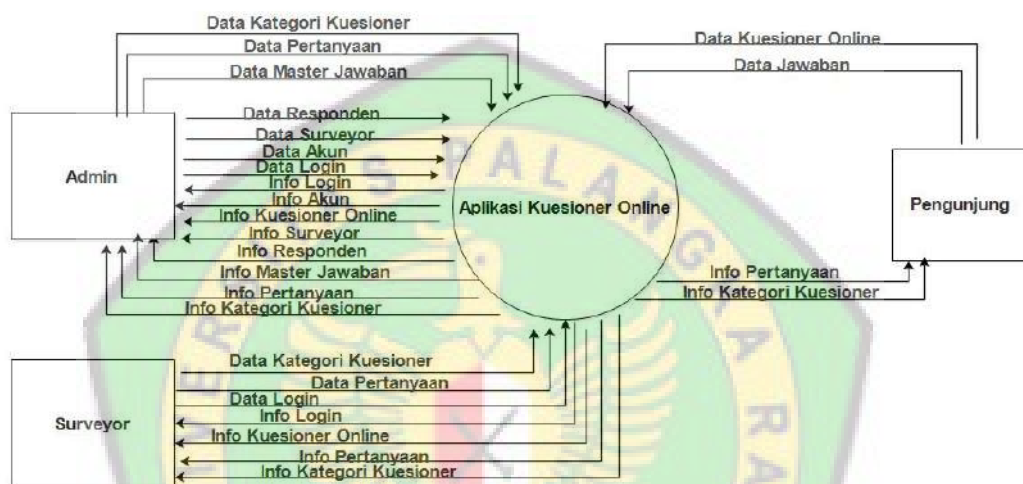 Data Kategori Kuesioner
Data Pertanyaan
Data Master Jawaban
Data Kuesioner Online
Data Jawaban
Data Responden
Data Surveyor
Data Akun
Data Login
Info Login
Info Akun
Info Kuesioner Online
Info Surveyor
Info Responden
Info Master Jawaban
Info Pertanyaan
Info Kategori Kuesioner
Admin
Aplikasi Kuesioner Online
Pengunjung
Info Pertanyaan
Info Kategori Kuesioner
Data Kategori Kuesioner
Data Pertanyaan
Data Login
Info Login
Info Kuesioner Online
Info Pertanyaan
Info Kategori Kuesioner
Surveyor
VERSI
S PALANGKA RA